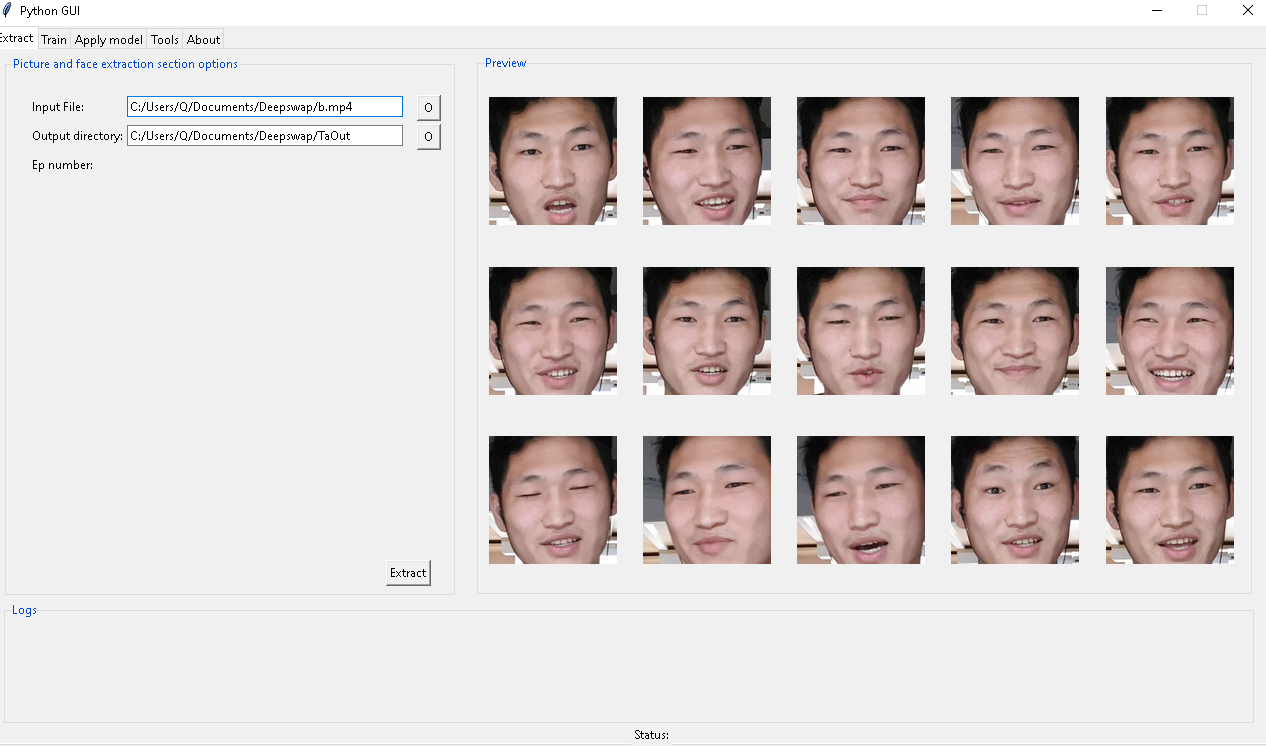 Python GUI
Extract Train Apply model Tools About
Picture and face extraction section options
Input File: C:/Users/Q/Documents/Deepswap/b.mp4 O
Output directory: C:/Users/Q/Documents/Deepswap/TaOut O
Ep number:
Extract
Preview
Logs
Status: